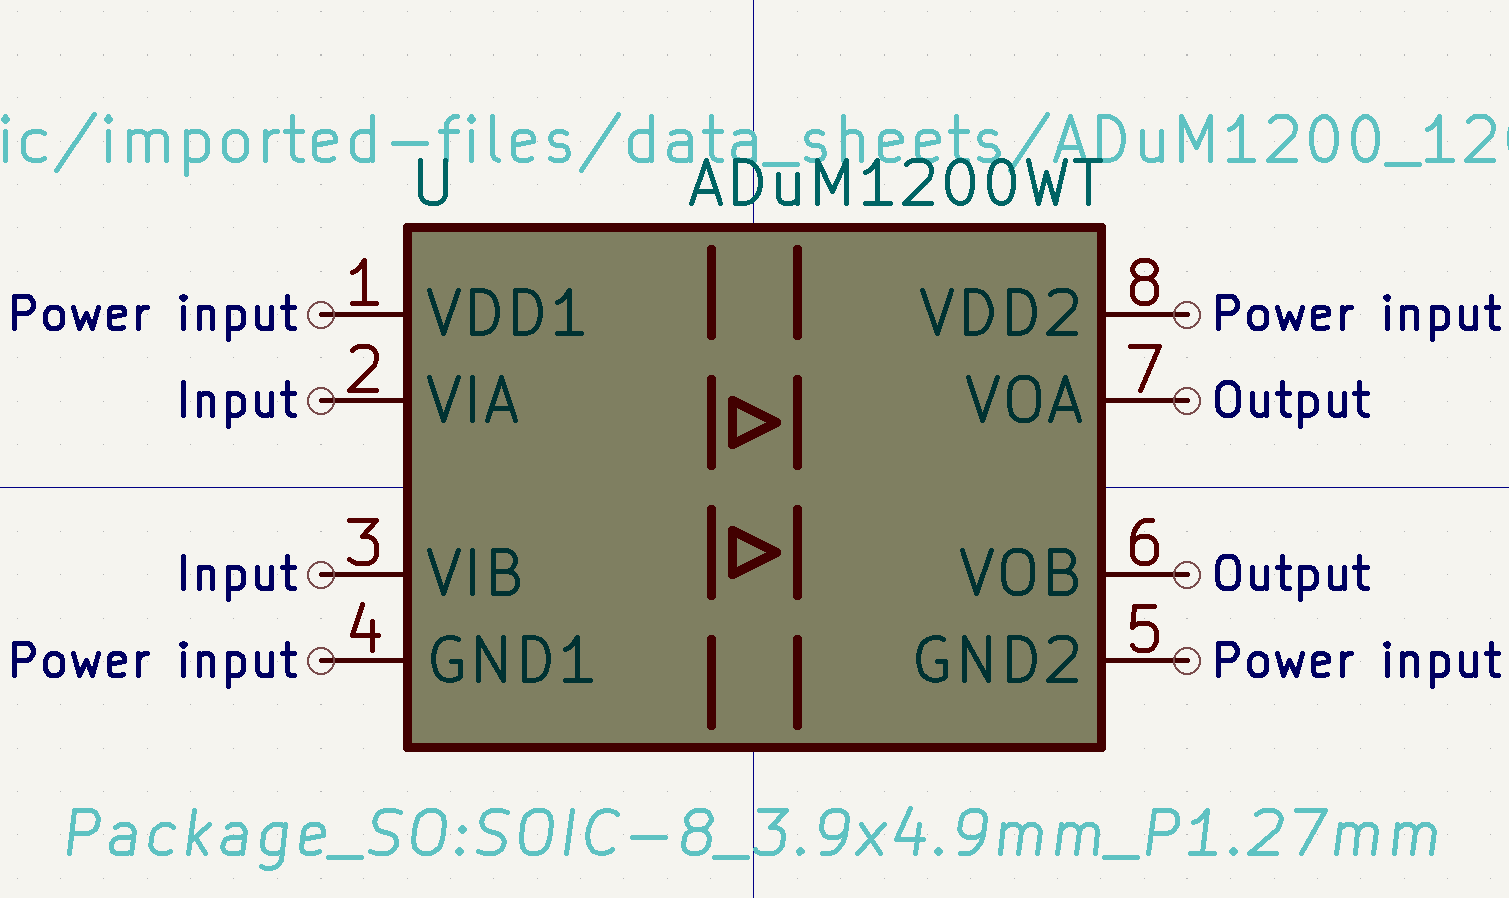 ic/imported-files/data_sheets/ADuM1200_12
U ADuM1200WT
Power input 1 VDD1 VDD2 8 Power input
Input 2 VIA VOA 7 Output
Input 3 VIB VOB 6 Output
Power input 4 GND1 GND2 5 Power input
Package_SO:SOIC-8_3.9x4.9mm_P1.27mm